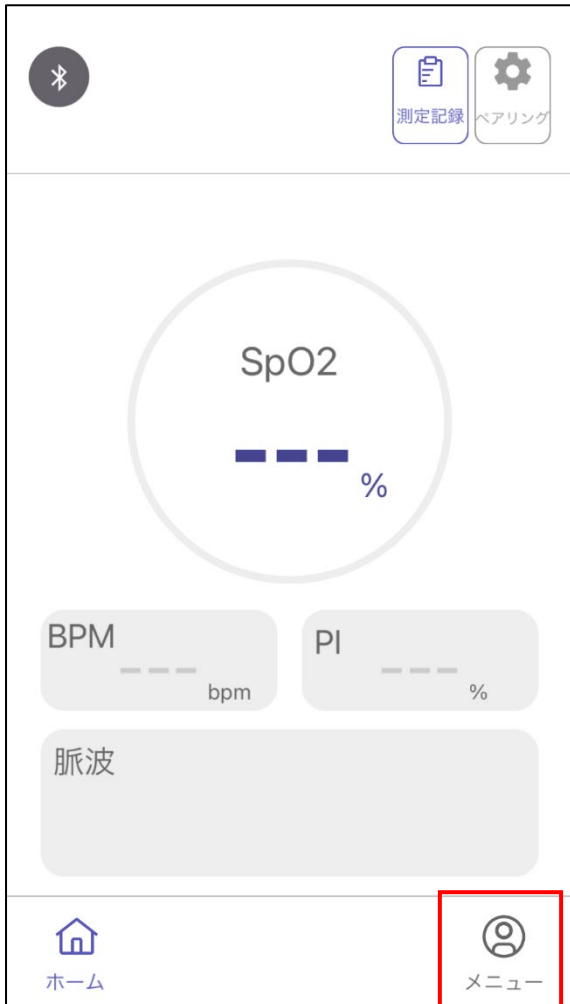 測定記録
ペアリング
SpO2
---
%
BPM
---
bpm
PI
---
%
脈波
ホーム
メニュー